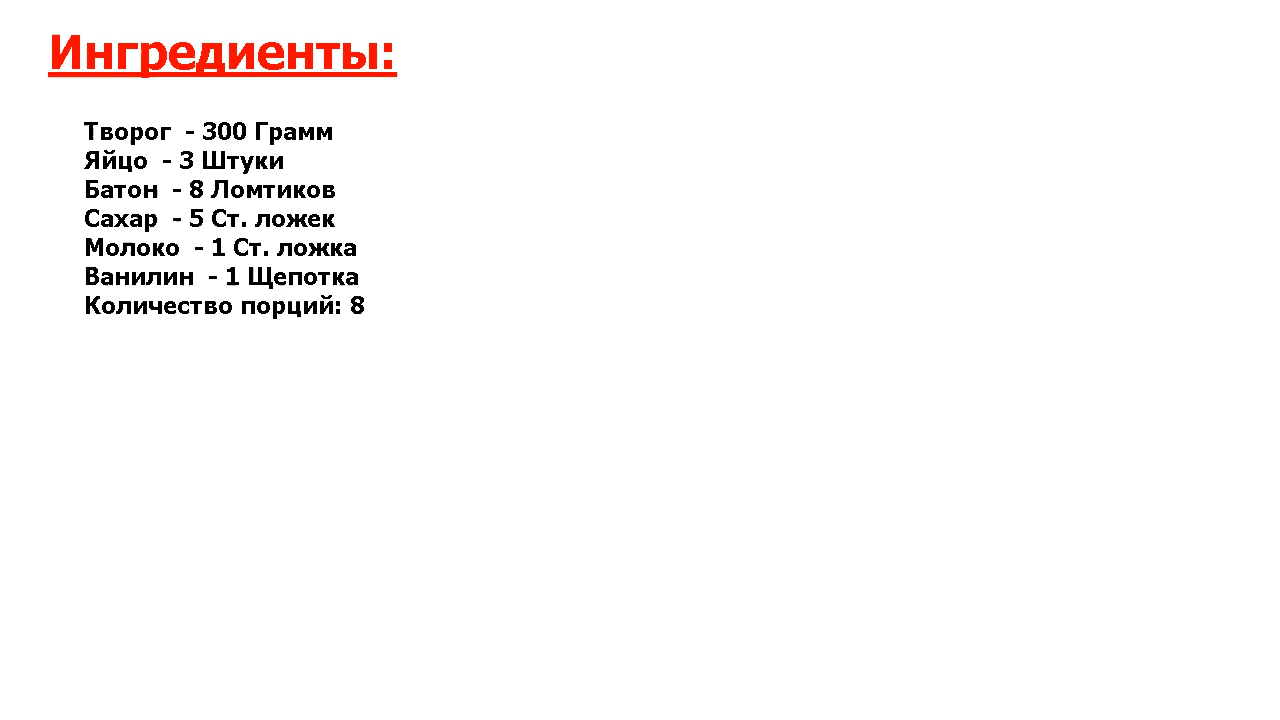 Ингредиенты:
Творог  - 300 Грамм
Яйцо  - 3 Штуки
Батон  - 8 Ломтиков
Сахар  - 5 Ст. ложек
Молоко  - 1 Ст. ложка
Ванилин  - 1 Щепотка
Количество порций: 8